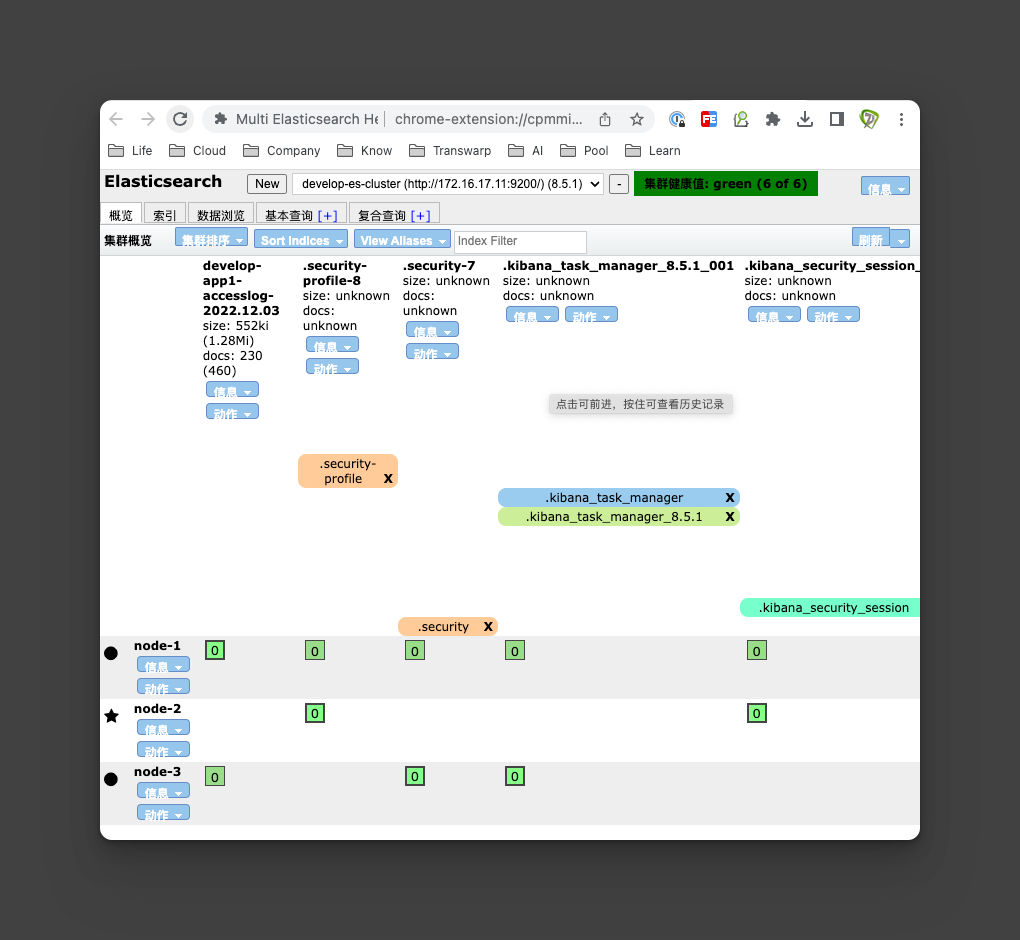 Multi Elasticsearch He
chrome-extension://cpmmi...
Life
Cloud
Company
Know
Transwarp
AI
Pool
Learn
Elasticsearch
New
develop-es-cluster (http://172.16.17.11:9200/) (8.5.1)
-
集群健康值: green (6 of 6)
信息
概览
索引
数据浏览
基本查询 [+]
复合查询 [+]
集群概览
集群排序
Sort Indices
View Aliases
Index Filter
刷新
develop-
app1-
accesslog-
2022.12.03
size: 552ki
(1.28Mi)
docs: 230
(460)
信息
动作
.security-
profile-8
size: unknown
docs:
unknown
信息
动作
.security-7
size: unknown
docs:
unknown
信息
动作
.kibana_task_manager_8.5.1_001
size: unknown
docs: unknown
信息
动作
.kibana_security_session_
size: unknown
docs: unknown
信息
动作
点击可前进，按住可查看历史记录
.security-
profile X
.kibana_task_manager X
.kibana_task_manager_8.5.1 X
.kibana_security_session
.security X
node-1
信息
动作
0 0 0 0 0
node-2
信息
动作
0 0
node-3
信息
动作
0 0 0